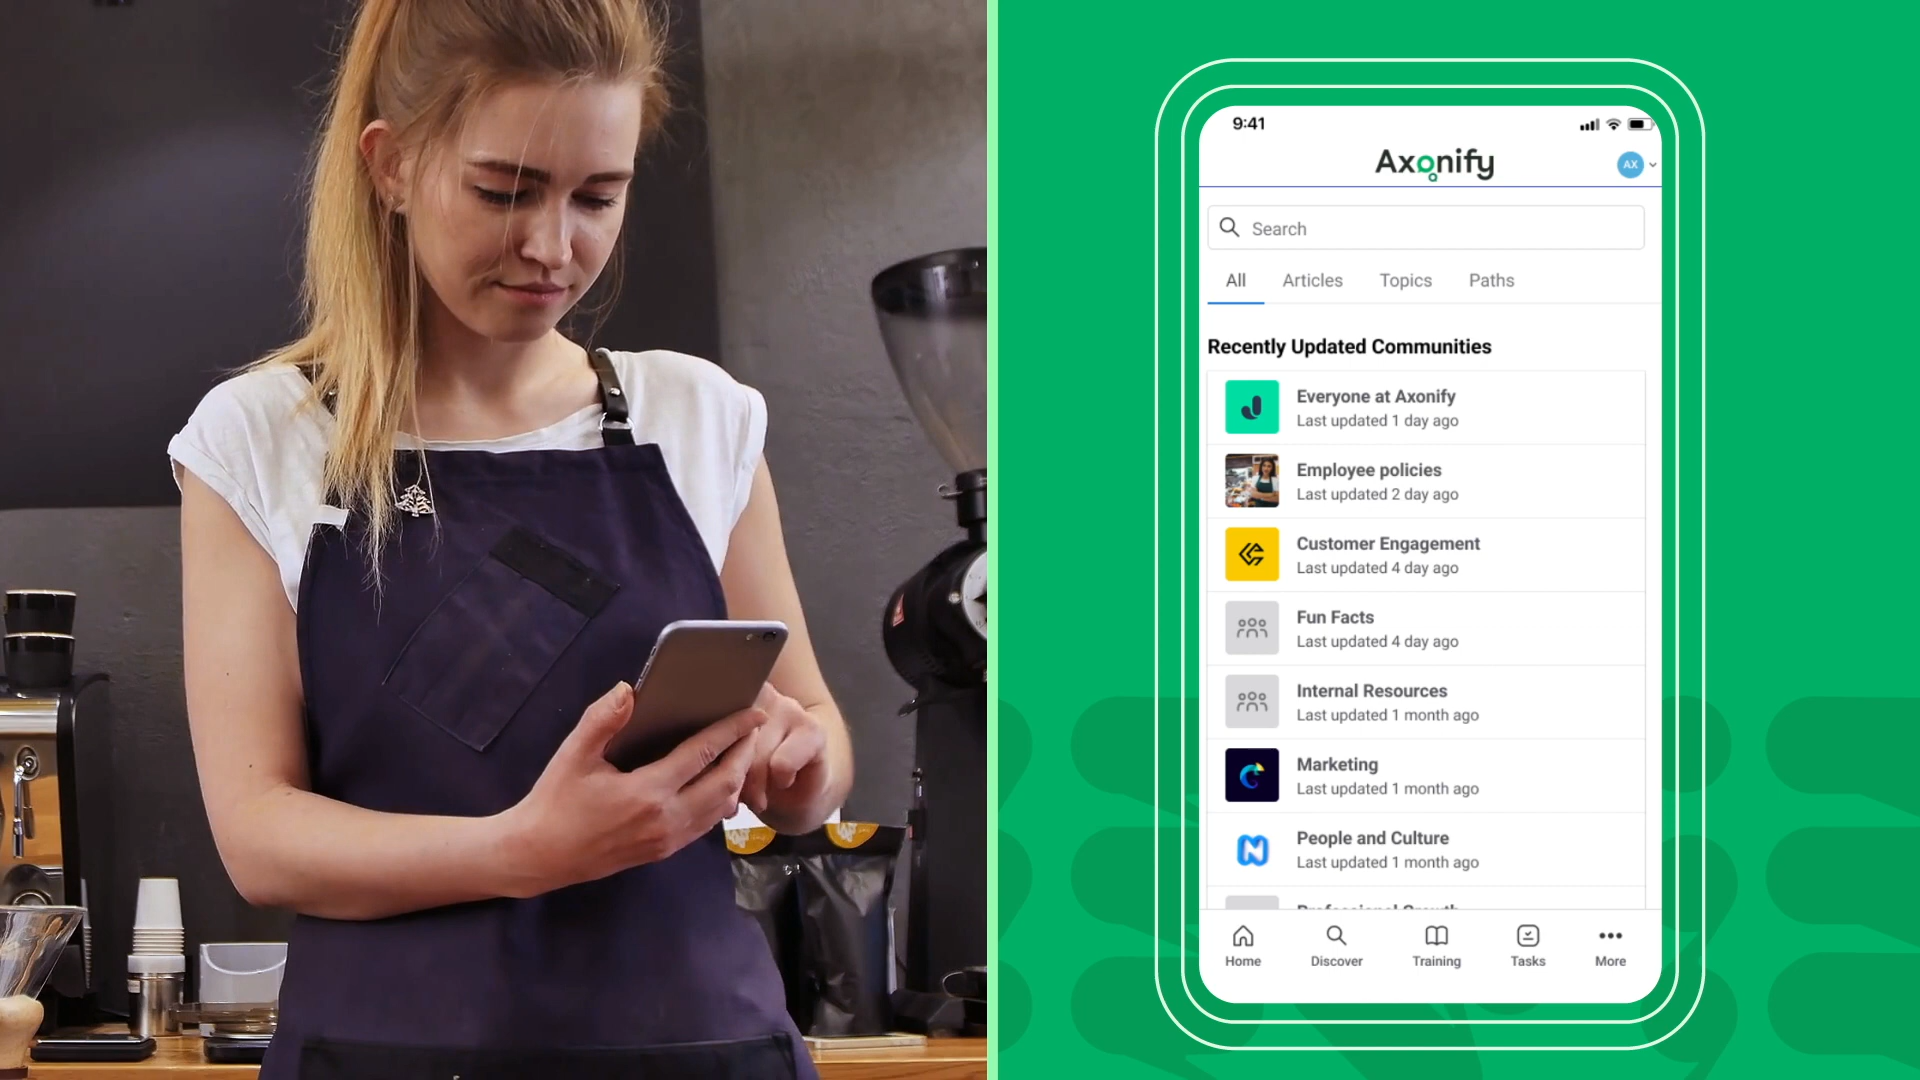 9:41
Axonify
AX
Search
All Articles Topics Paths
Recently Updated Communities
Everyone at Axonify
Last updated 1 day ago
Employee policies
Last updated 2 day ago
Customer Engagement
Last updated 4 day ago
Fun Facts
Last updated 4 day ago
Internal Resources
Last updated 1 month ago
Marketing
Last updated 1 month ago
People and Culture
Last updated 1 month ago
Home Discover Training Tasks More